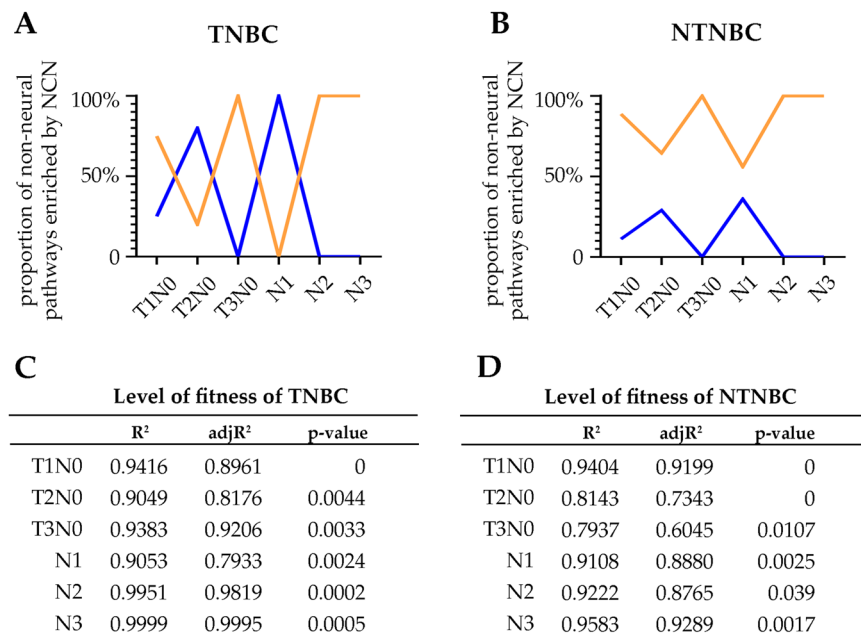 A
TNBC
proportion of non-neural
pathways enriched by NCN
100%
50%
0
T1N0
T2N0
T3N0
N1
N2
N3
B
NTNBC
proportion of non-neural
pathways enriched by NCN
100%
50%
0
T1N0
T2N0
T3N0
N1
N2
N3
C
Level of fitness of TNBC
R² adjR² p-value
T1N0 0.9416 0.8961 0
T2N0 0.9049 0.8176 0.0044
T3N0 0.9383 0.9206 0.0033
N1 0.9053 0.7933 0.0024
N2 0.9951 0.9819 0.0002
N3 0.9999 0.9995 0.0005
D
Level of fitness of NTNBC
R² adjR² p-value
T1N0 0.9404 0.9199 0
T2N0 0.8143 0.7343 0
T3N0 0.7937 0.6045 0.0107
N1 0.9108 0.8880 0.0025
N2 0.9222 0.8765 0.039
N3 0.9583 0.9289 0.0017